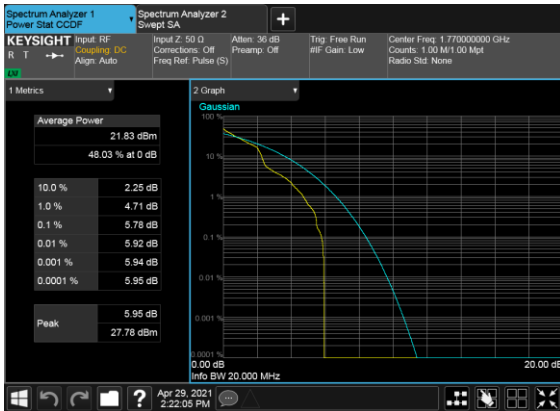 Spectrum Analyzer 1
Power Stat CCDF
Spectrum Analyzer 2
Swept SA
KEYSIGHT
R T
LXI
Input: RF
Coupling: DC
Align: Auto
Input Z: 50 Ω
Corrections: Off
Freq Ref: Pulse (S)
Atten: 36 dB
Preamp: Off
Trig: Free Run
#IF Gain: Low
Center Freq: 1.770000000 GHz
Counts: 1.00 M/1.00 Mpt
Radio Std: None
1 Metrics
Average Power
21.83 dBm
48.03 % at 0 dB
10.0 % 2.25 dB
1.0 % 4.71 dB
0.1 % 5.78 dB
0.01 % 5.92 dB
0.001 % 5.94 dB
0.0001 % 5.95 dB
Peak
5.95 dB
27.78 dBm
2 Graph
Gaussian
100 %
10 %
1 %
0.1 %
0.01 %
0.001 %
0.0001 %
0.00 dB
20.00 dB
Info BW 20.000 MHz
?
Apr 29, 2021
2:22:05 PM